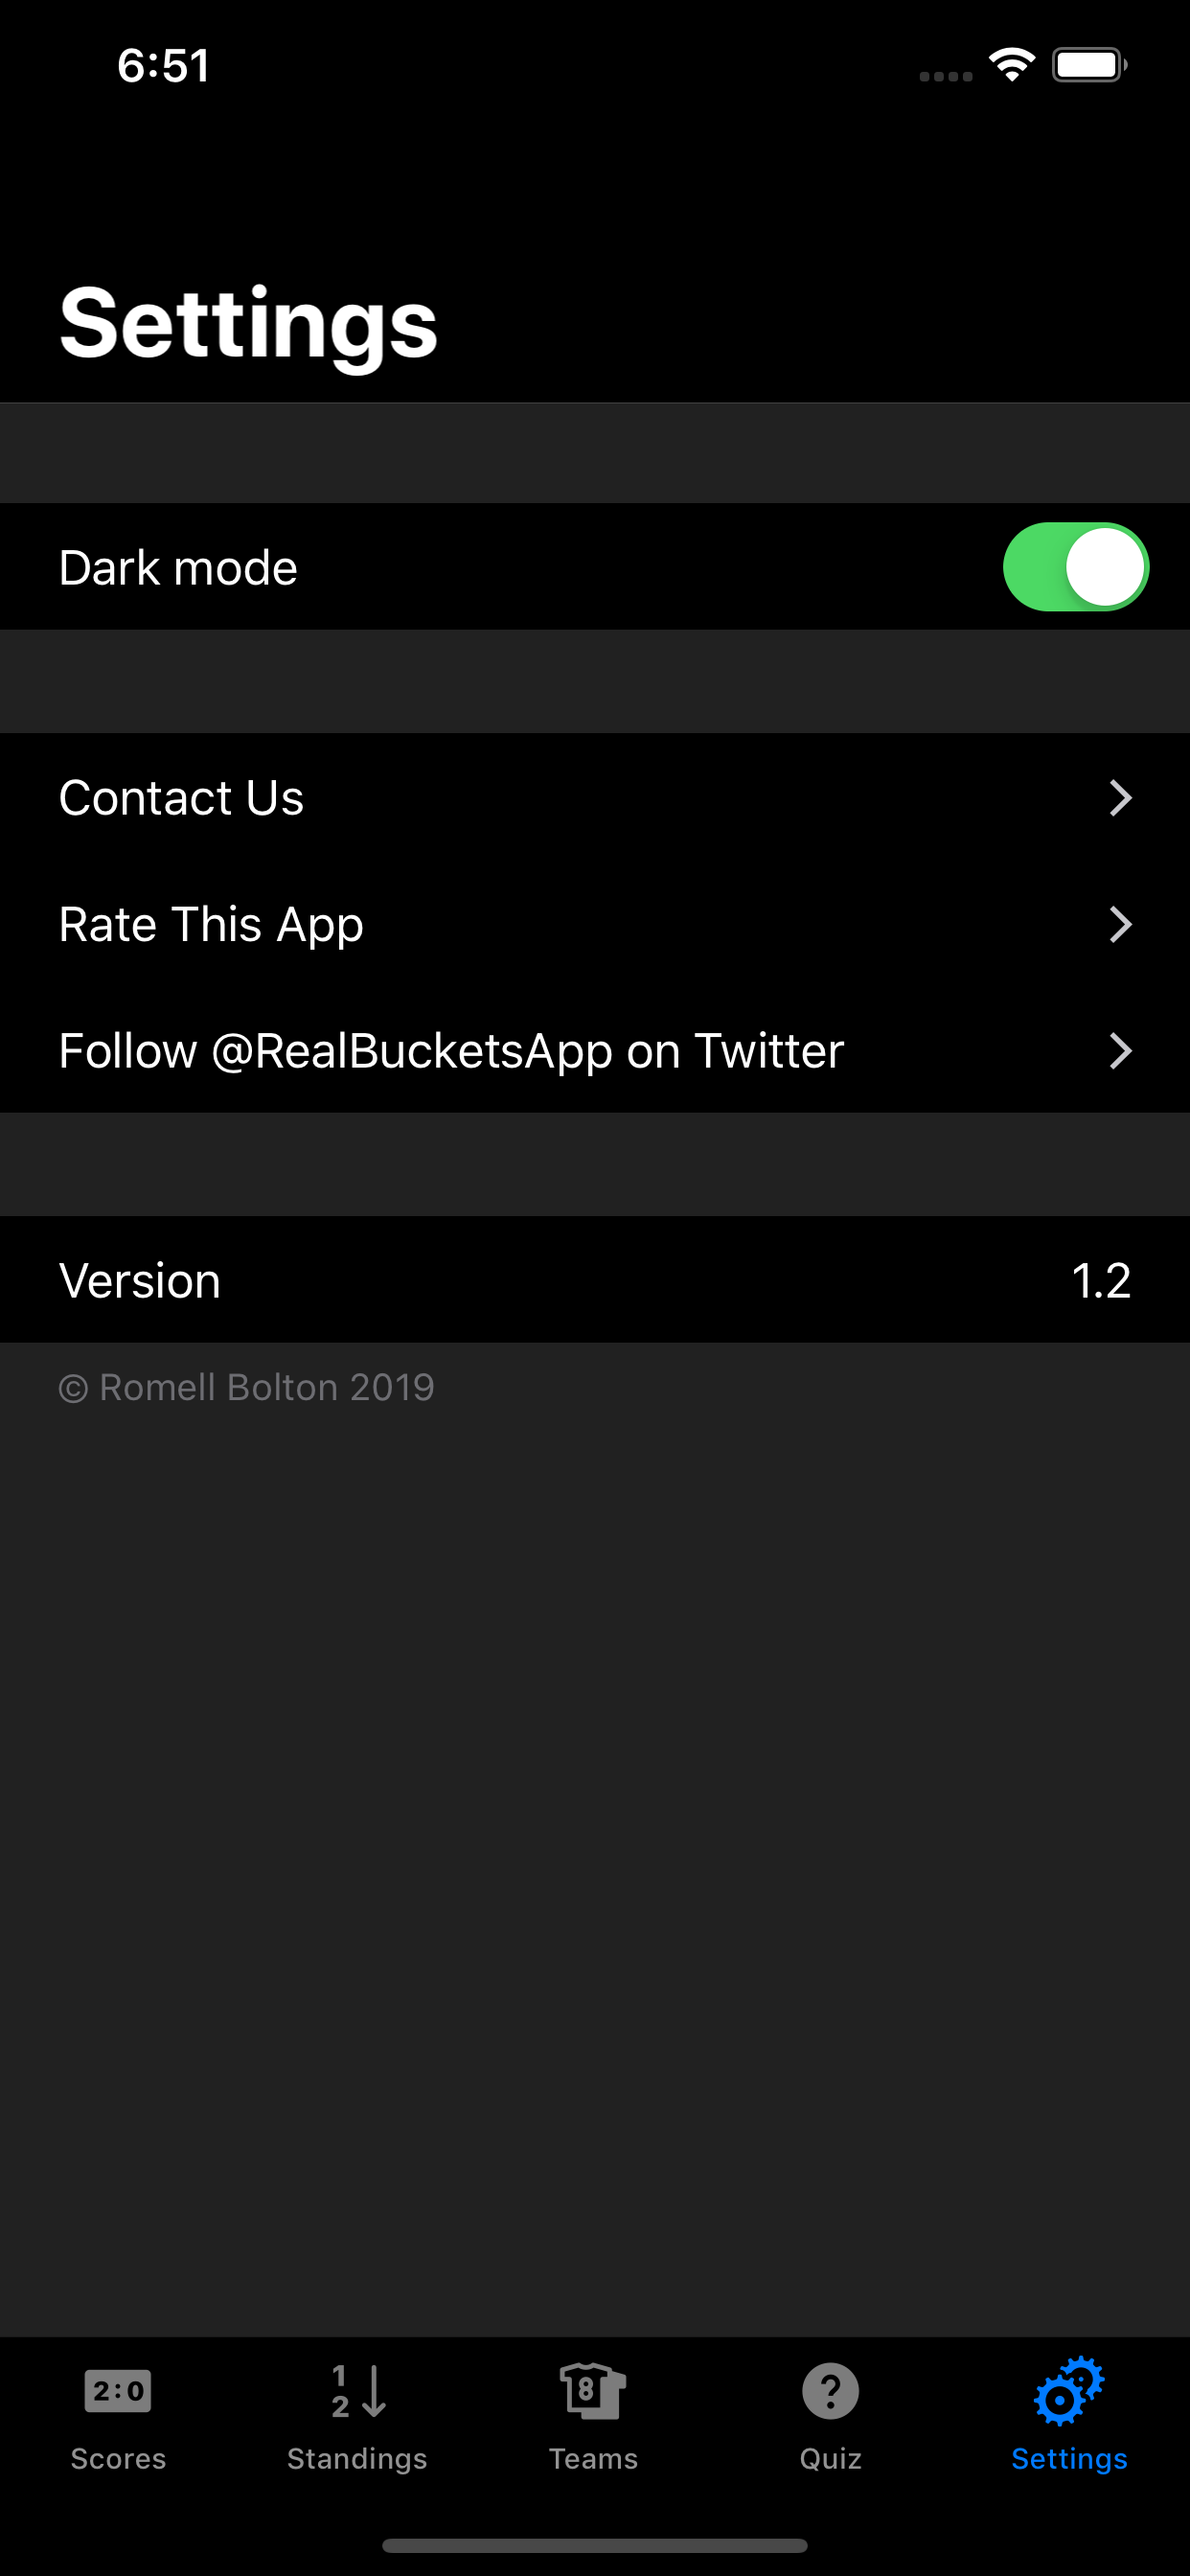 6:51
Settings
Dark mode
Contact Us
Rate This App
Follow @RealBucketsApp on Twitter
Version 1.2
© Romell Bolton 2019
2:0
1
2
8
?
Scores Standings Teams Quiz Settings